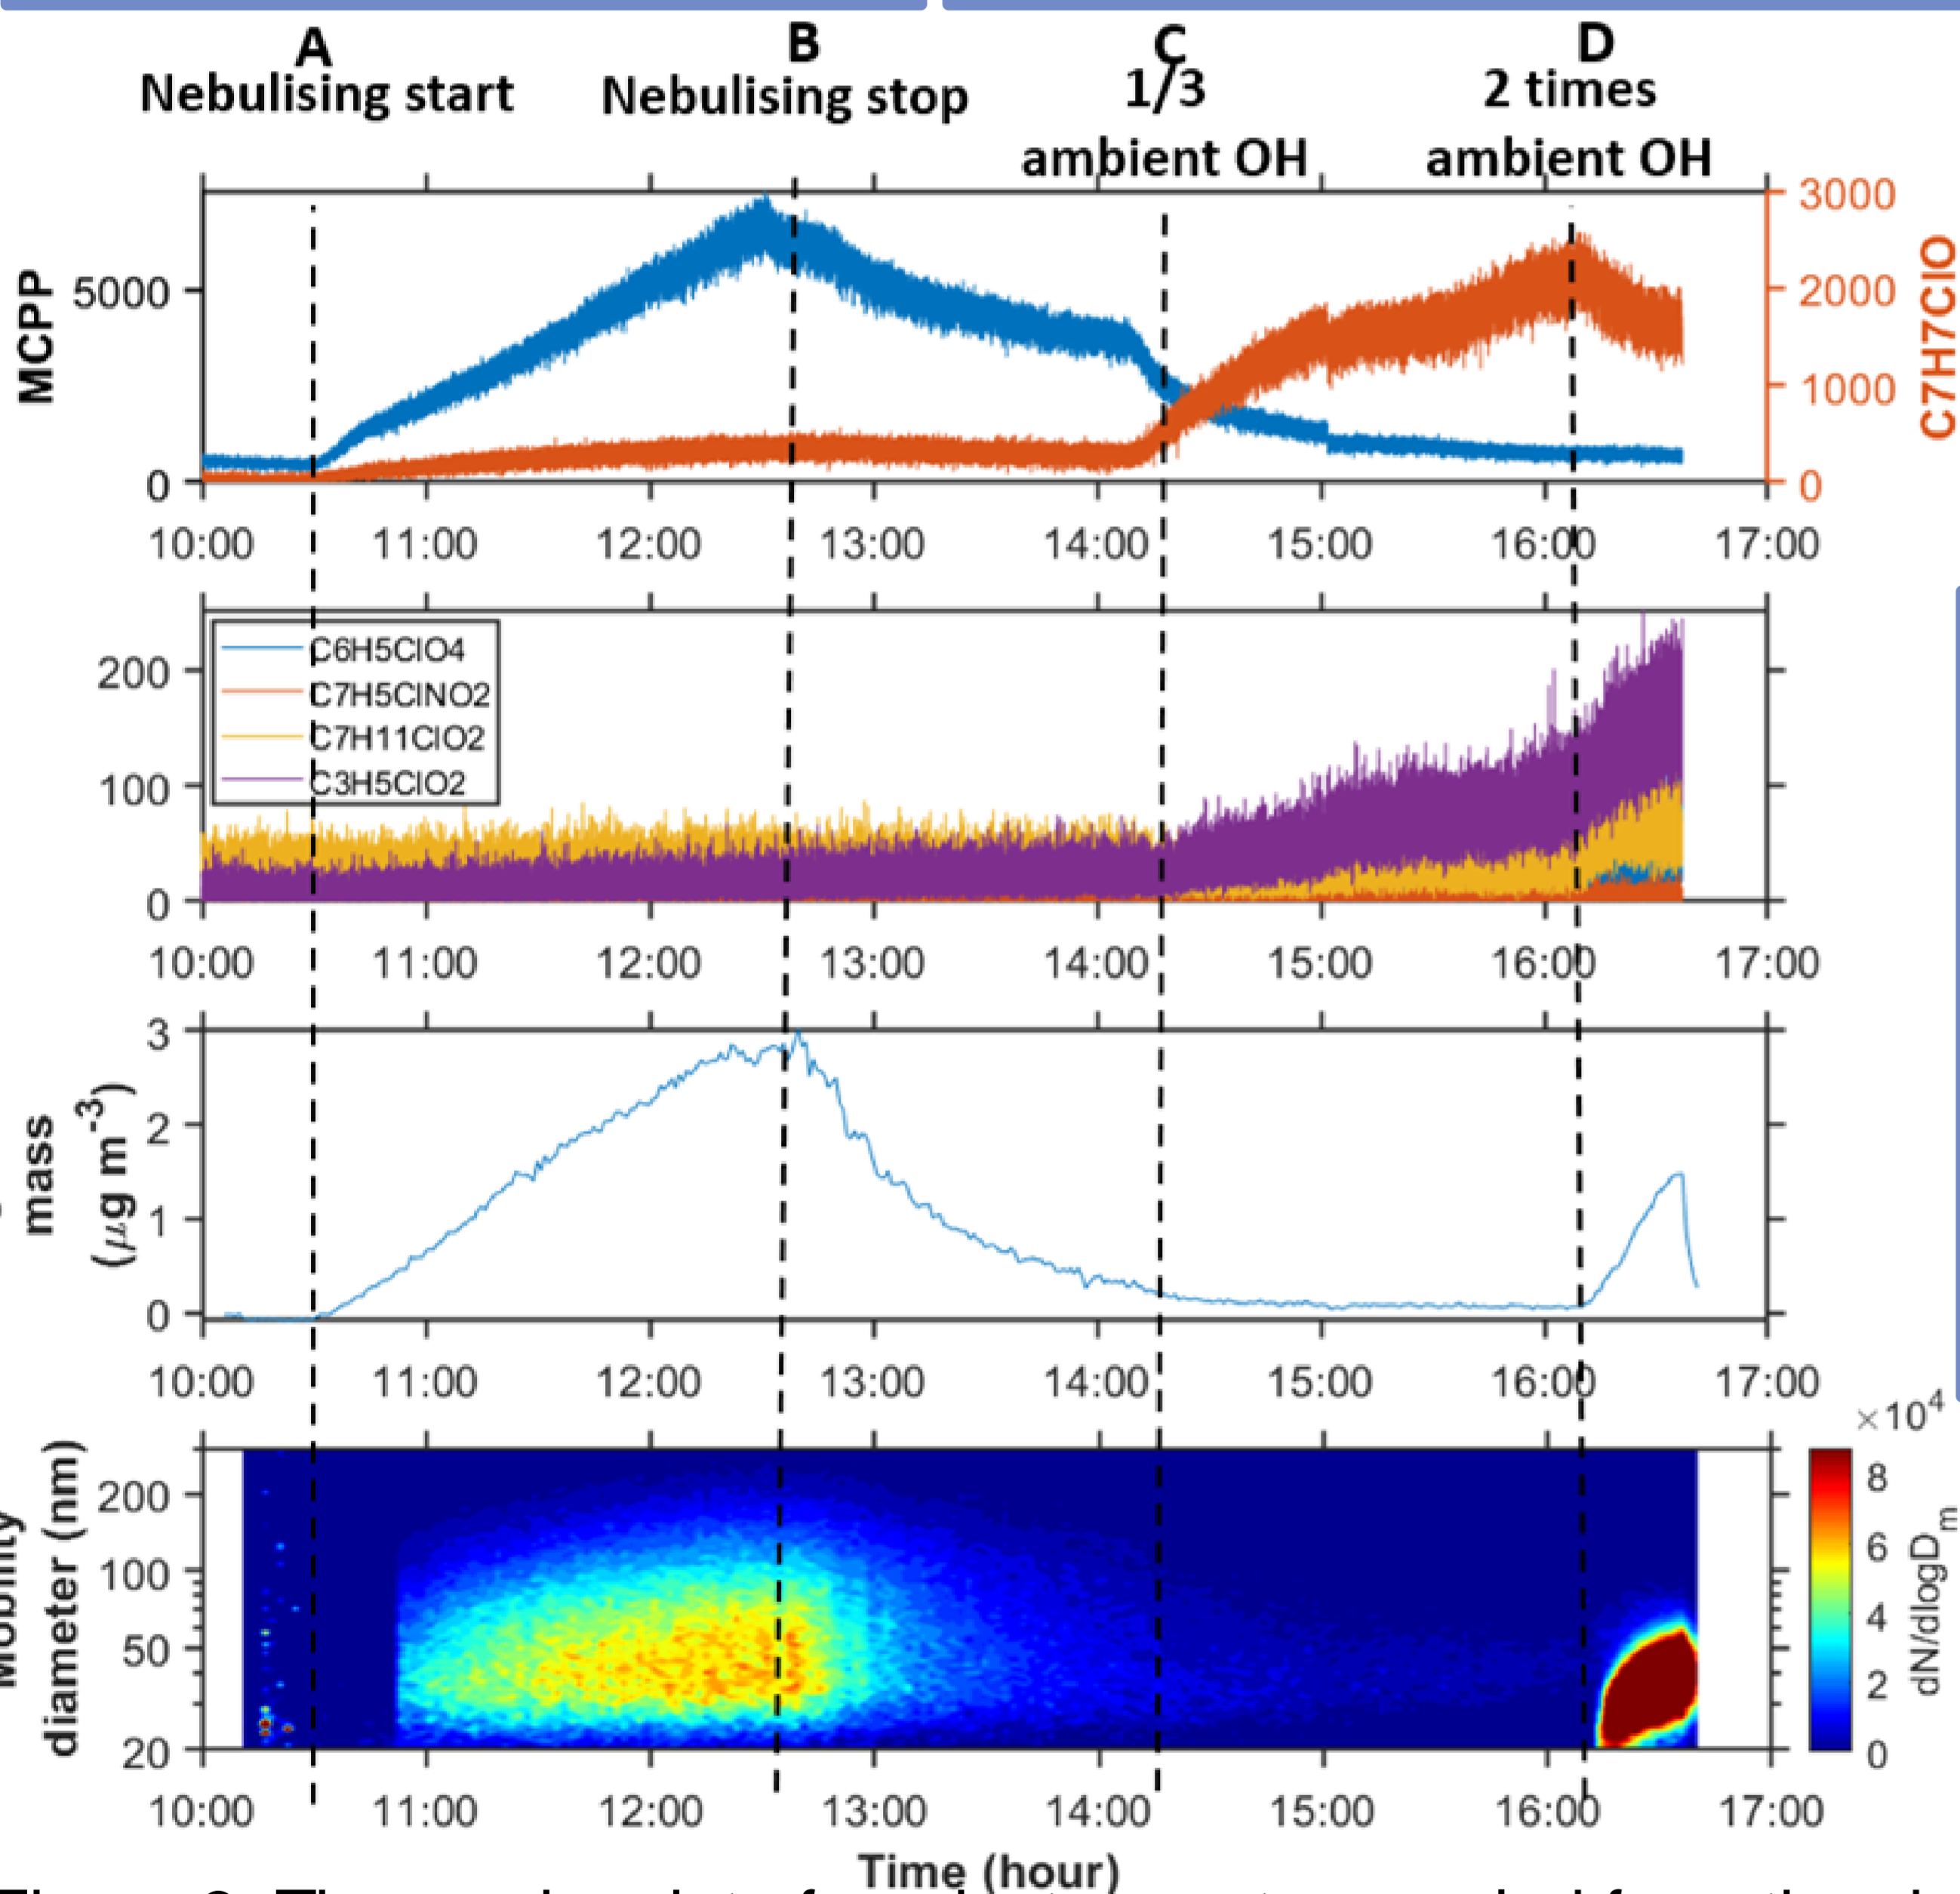 A
Nebulising start
B
Nebulising stop
C
1/3
ambient OH
D
2 times
ambient OH
MCPP
5000
0
3000
2000
1000
0
C7H7ClO
10:00 11:00 12:00 13:00 14:00 15:00 16:00 17:00
C6H5ClO4
C7H5ClNO2
C7H11ClO2
C3H5ClO2
200
100
0
10:00 11:00 12:00 13:00 14:00 15:00 16:00 17:00
mass
(μg m-3)
3
2
1
0
10:00 11:00 12:00 13:00 14:00 15:00 16:00 17:00
Mobility
diameter (nm)
200
100
50
20
×104
8
6
4
2
0
dN/dlogDm
10:00 11:00 12:00 13:00 14:00 15:00 16:00 17:00
Time (hour)